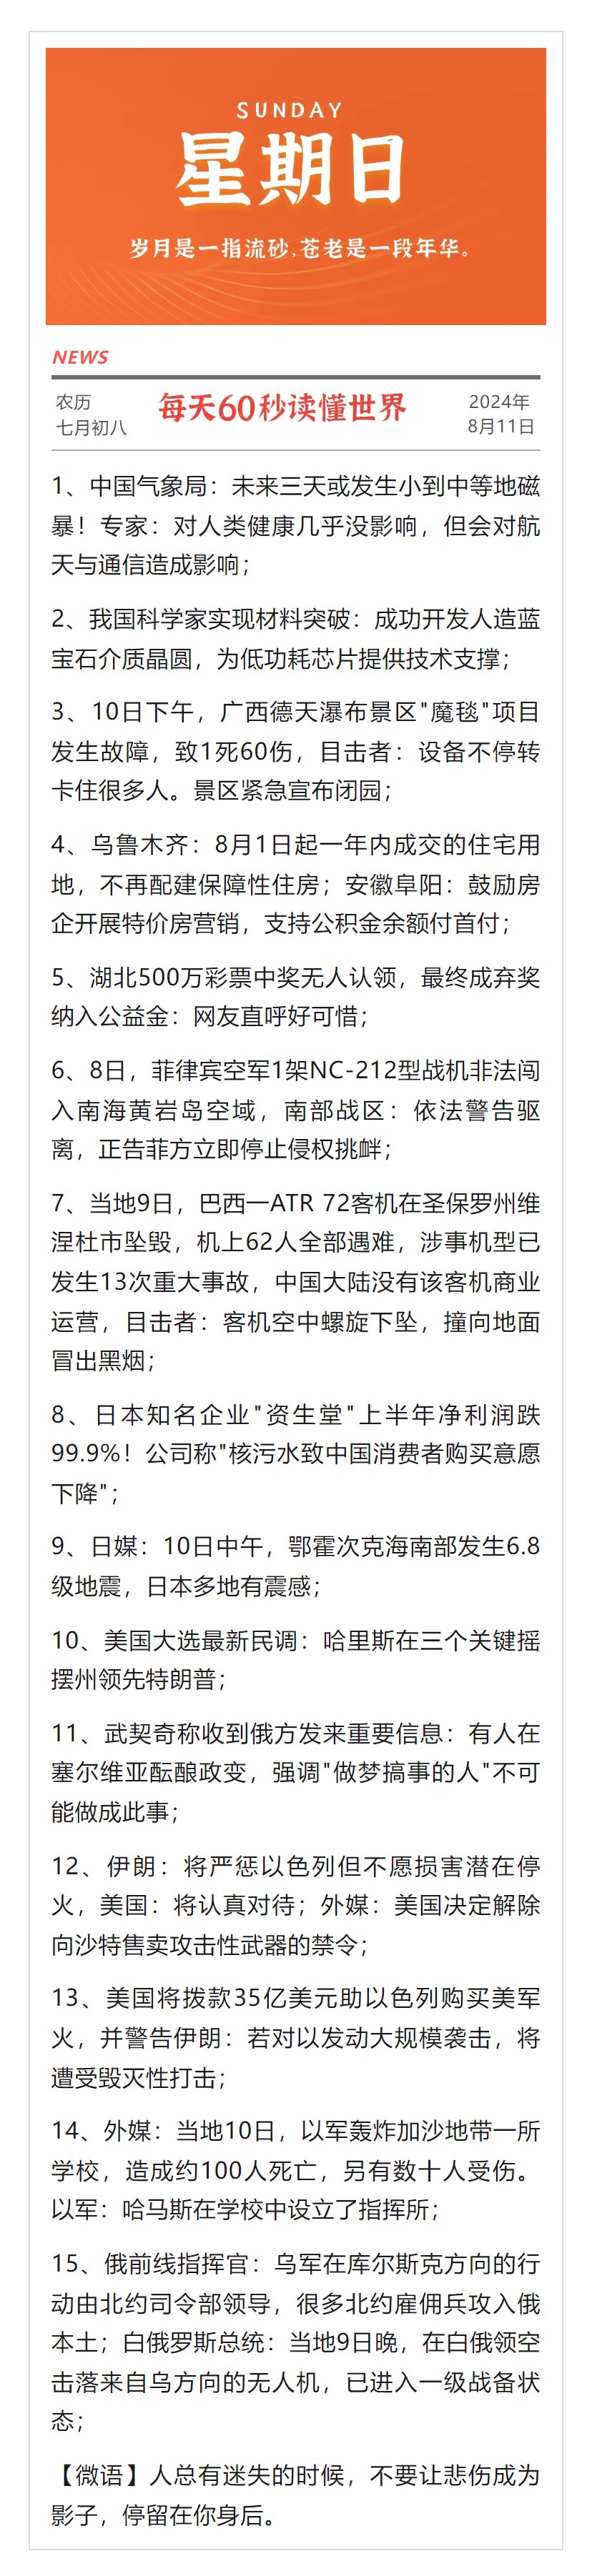 SUNDAY
星期日
岁月是一指流砂,苍老是一段年华。
NEWS
农历
七月初八
每天60秒读懂世界
2024年
8月11日
1、中国气象局：未来三天或发生小到中等地磁
暴！专家：对人类健康几乎没影响，但会对航
天与通信造成影响；
2、我国科学家实现材料突破：成功开发人造蓝
宝石介质晶圆，为低功耗芯片提供技术支撑；
3、10日下午，广西德天瀑布景区"魔毯"项目
发生故障，致1死60伤，目击者：设备不停转
卡住很多人。景区紧急宣布闭园；
4、乌鲁木齐：8月1日起一年内成交的住宅用
地，不再配建保障性住房；安徽阜阳：鼓励房
企开展特价房营销，支持公积金余额付首付；
5、湖北500万彩票中奖无人认领，最终成弃奖
纳入公益金：网友直呼好可惜；
6、8日，菲律宾空军1架NC-212型战机非法闯
入南海黄岩岛空域，南部战区：依法警告驱
离，正告菲方立即停止侵权挑衅；
7、当地9日，巴西一ATR 72客机在圣保罗州维
涅杜市坠毁，机上62人全部遇难，涉事机型已
发生13次重大事故，中国大陆没有该客机商业
运营，目击者：客机空中螺旋下坠，撞向地面
冒出黑烟；
8、日本知名企业"资生堂"上半年净利润跌
99.9%！公司称"核污水致中国消费者购买意愿
下降"；
9、日媒：10日中午，鄂霍次克海南部发生6.8
级地震，日本多地有震感；
10、美国大选最新民调：哈里斯在三个关键摇
摆州领先特朗普；
11、武契奇称收到俄方发来重要信息：有人在
塞尔维亚酝酿政变，强调"做梦搞事的人"不可
能做成此事；
12、伊朗：将严惩以色列但不愿损害潜在停
火，美国：将认真对待；外媒：美国决定解除
向沙特售卖攻击性武器的禁令；
13、美国将拨款35亿美元助以色列购买美军
火，并警告伊朗：若对以发动大规模袭击，将
遭受毁灭性打击；
14、外媒：当地10日，以军轰炸加沙地带一所
学校，造成约100人死亡，另有数十人受伤。
以军：哈马斯在学校中设立了指挥所；
15、俄前线指挥官：乌军在库尔斯克方向的行
动由北约司令部领导，很多北约雇佣兵攻入俄
本土；白俄罗斯总统：当地9日晚，在白俄领空
击落来自乌方向的无人机，已进入一级战备状
态；
【微语】人总有迷失的时候，不要让悲伤成为
影子，停留在你身后。